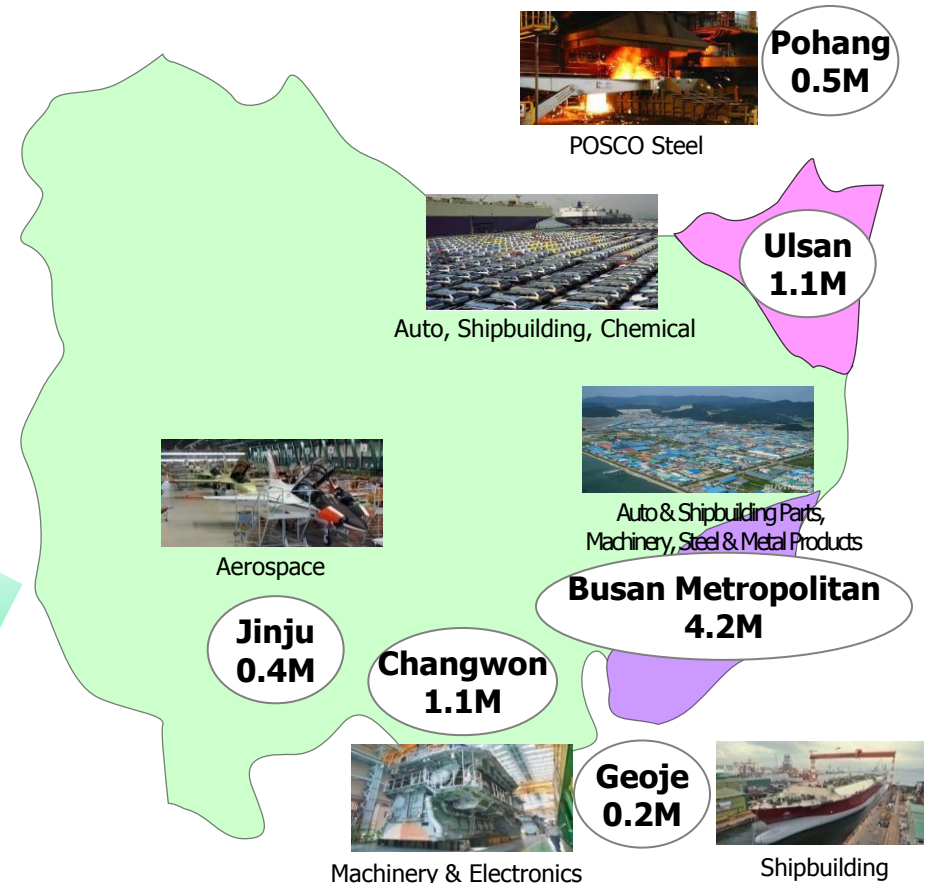 Pohang
0.5M
POSCO Steel
Ulsan
1.1M
Auto, Shipbuilding, Chemical
Auto & Shipbuilding Parts,
Machinery, Steel & Metal Products
Aerospace
Busan Metropolitan
4.2M
Jinju
0.4M
Changwon
1.1M
Geoje
0.2M
Machinery & Electronics
Shipbuilding